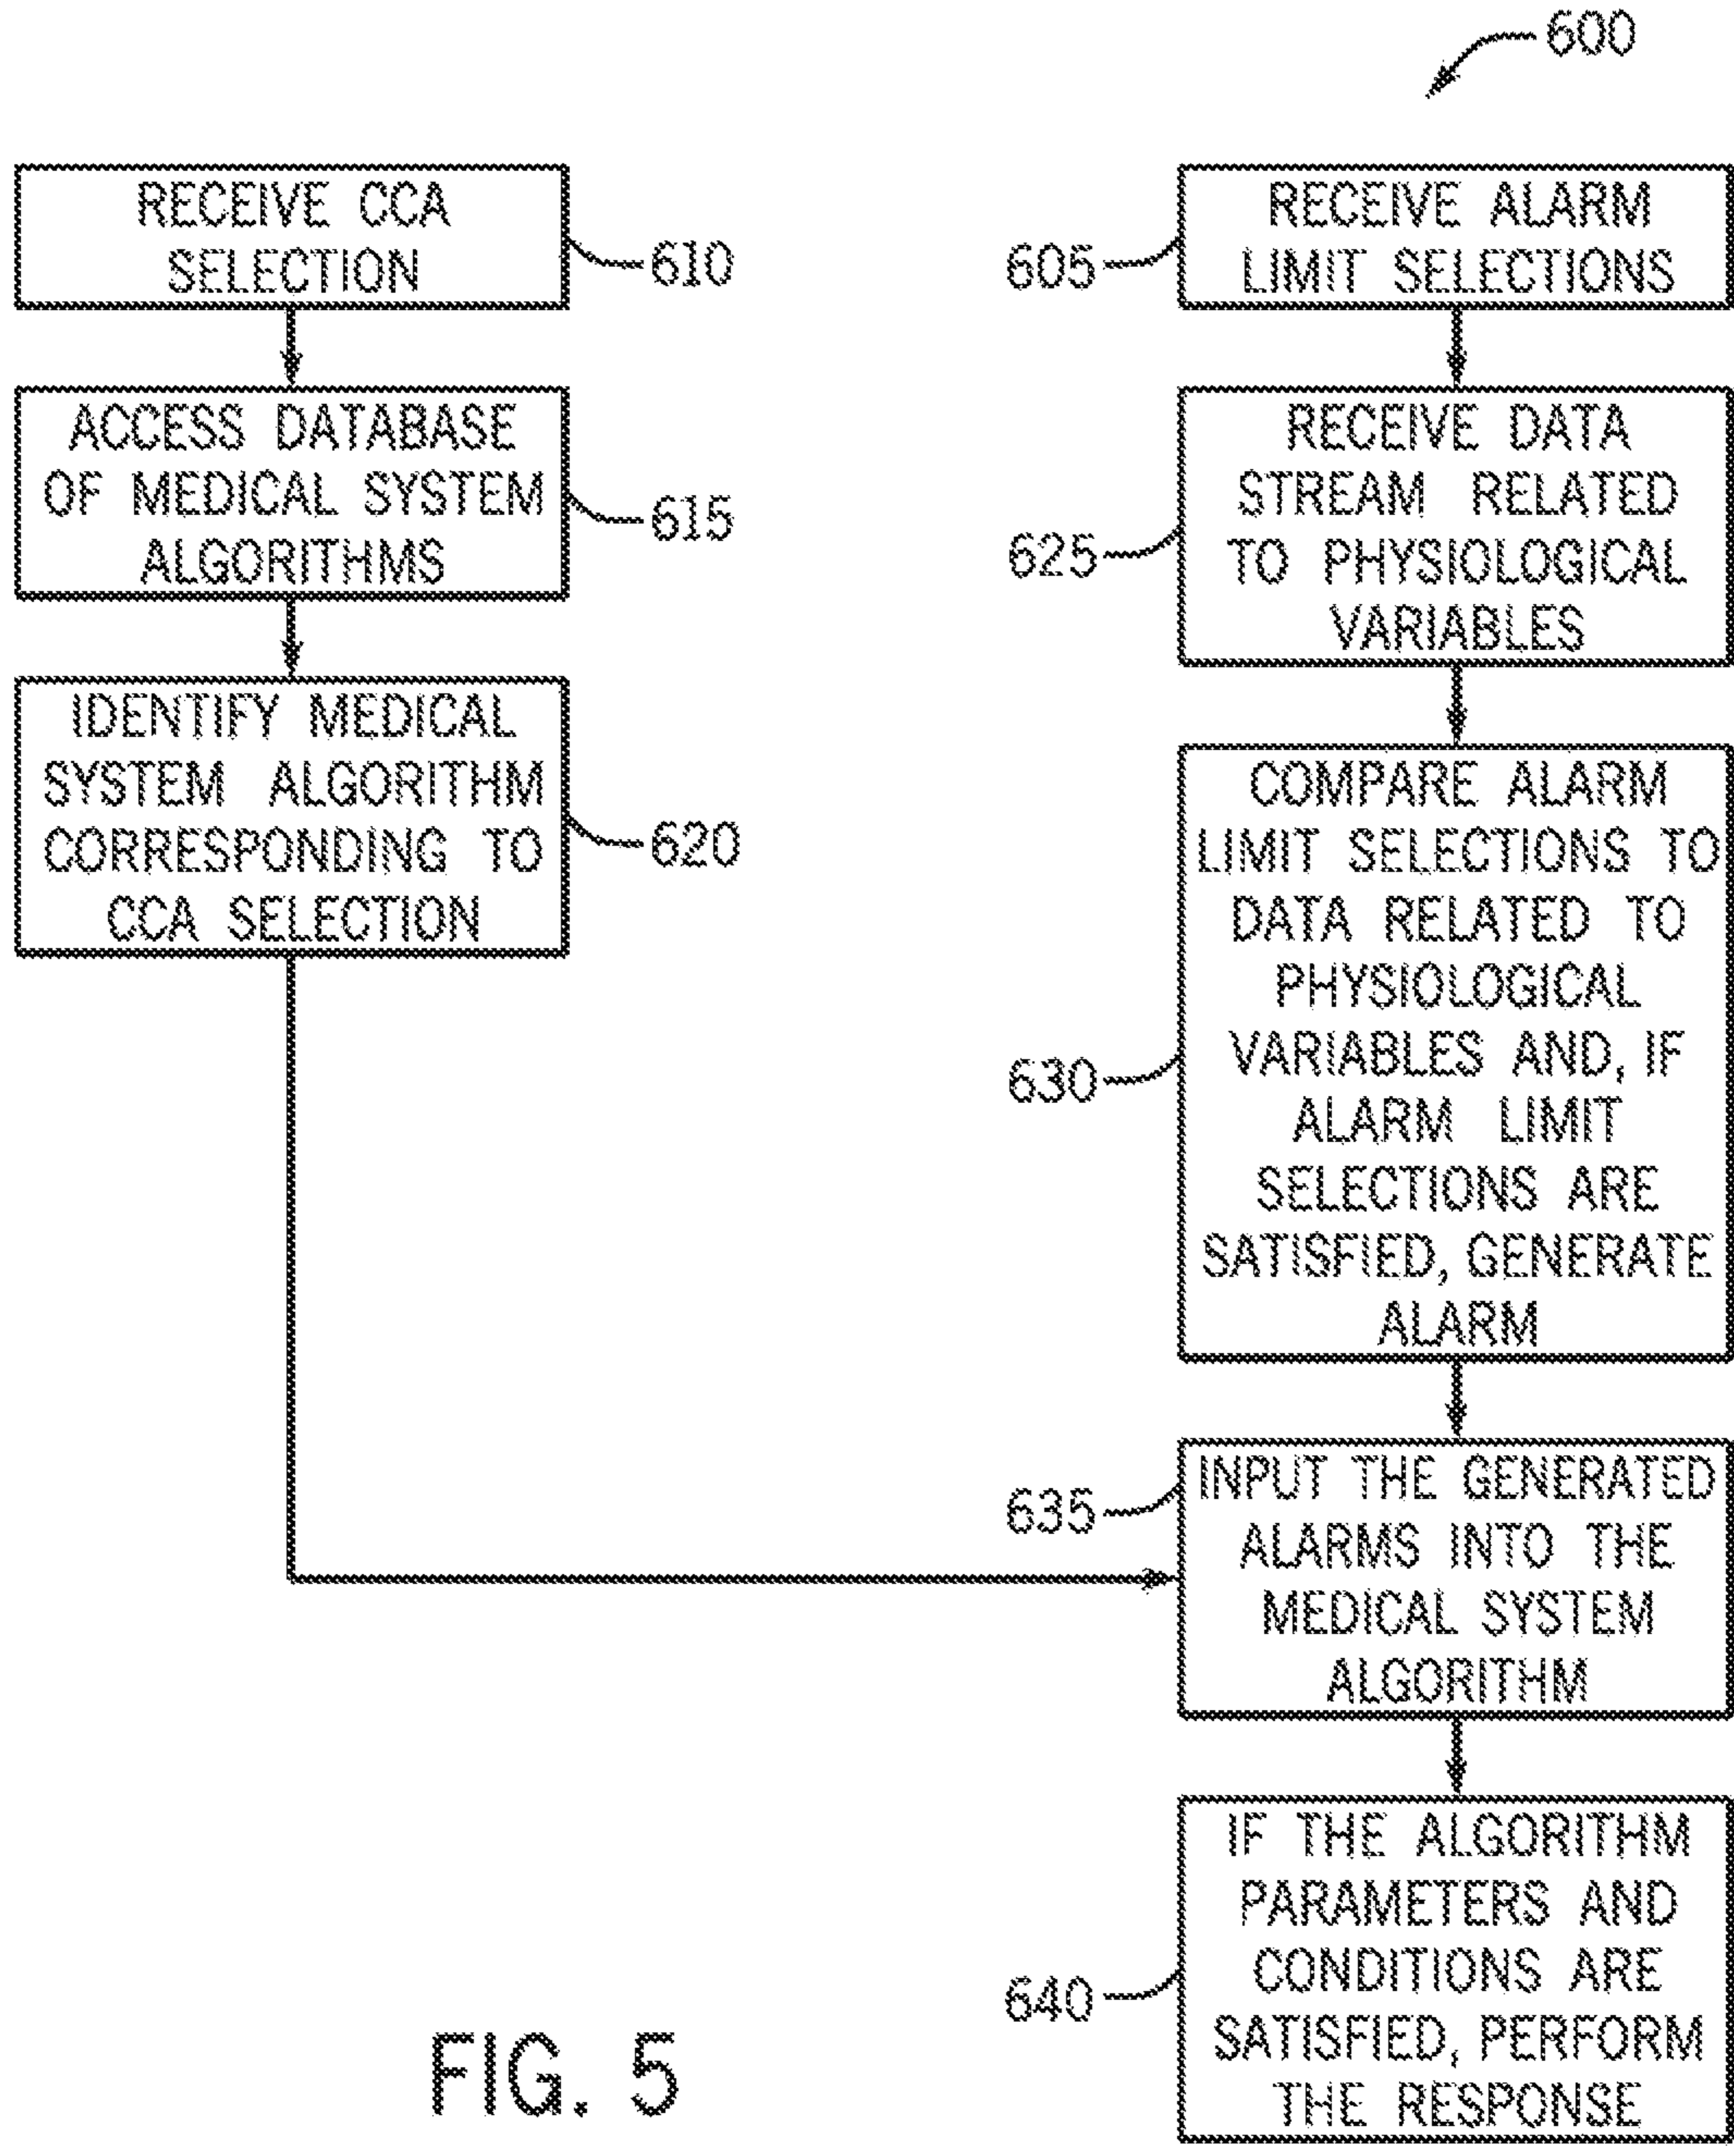 600
RECEIVE CCA
SELECTION
610
ACCESS DATABASE
OF MEDICAL SYSTEM
ALGORITHMS
615
IDENTIFY MEDICAL
SYSTEM ALGORITHM
CORRESPONDING TO
CCA SELECTION
620
RECEIVE ALARM
LIMIT SELECTIONS
605
RECEIVE DATA
STREAM RELATED
TO PHYSIOLOGICAL
VARIABLES
625
COMPARE ALARM
LIMIT SELECTIONS TO
DATA RELATED TO
PHYSIOLOGICAL
VARIABLES AND, IF
ALARM LIMIT
SELECTIONS ARE
SATISFIED, GENERATE
ALARM
630
INPUT THE GENERATED
ALARMS INTO THE
MEDICAL SYSTEM
ALGORITHM
635
IF THE ALGORITHM
PARAMETERS AND
CONDITIONS ARE
SATISFIED, PERFORM
THE RESPONSE
640
FIG. 5